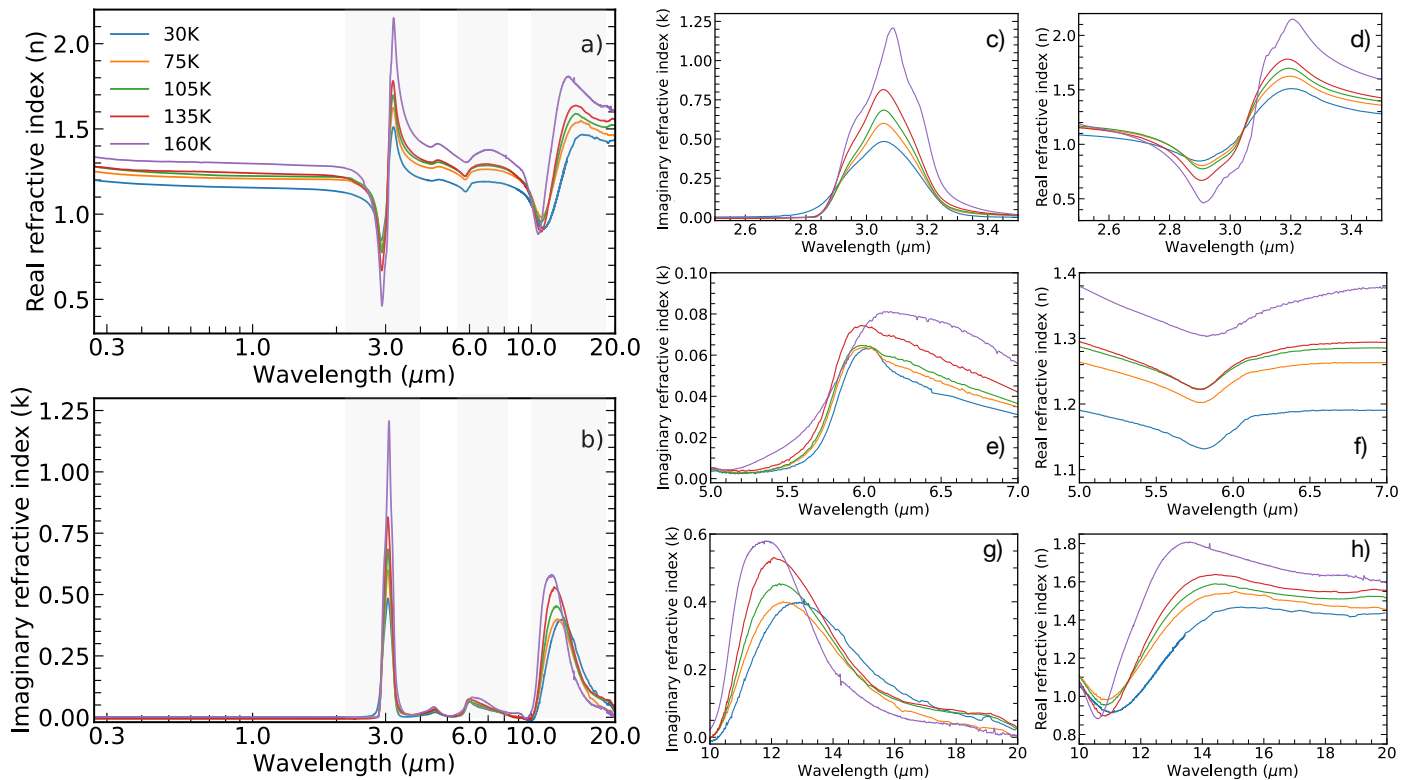 Real refractive index (n)
2.0
1.5
1.0
0.5
30K
75K
105K
135K
160K
a)
0.3 1.0 3.0 6.0 10.0 20.0
Wavelength (μm)
Imaginary refractive index (k)
1.25
1.00
0.75
0.50
0.25
0.00
b)
0.3 1.0 3.0 6.0 10.0 20.0
Wavelength (μm)
Imaginary refractive index (k)
1.25
1.00
0.75
0.50
0.25
0.00
c)
2.6 2.8 3.0 3.2 3.4
Wavelength (μm)
Real refractive index (n)
2.0
1.5
1.0
0.5
d)
2.6 2.8 3.0 3.2 3.4
Wavelength (μm)
Imaginary refractive index (k)
0.10
0.08
0.06
0.04
0.02
0.00
e)
5.0 5.5 6.0 6.5 7.0
Wavelength (μm)
Real refractive index (n)
1.4
1.3
1.2
1.1
f)
5.0 5.5 6.0 6.5 7.0
Wavelength (μm)
Imaginary refractive index (k)
0.6
0.4
0.2
0.0
g)
10 12 14 16 18 20
Wavelength (μm)
Real refractive index (n)
1.8
1.6
1.4
1.2
1.0
0.8
h)
10 12 14 16 18 20
Wavelength (μm)